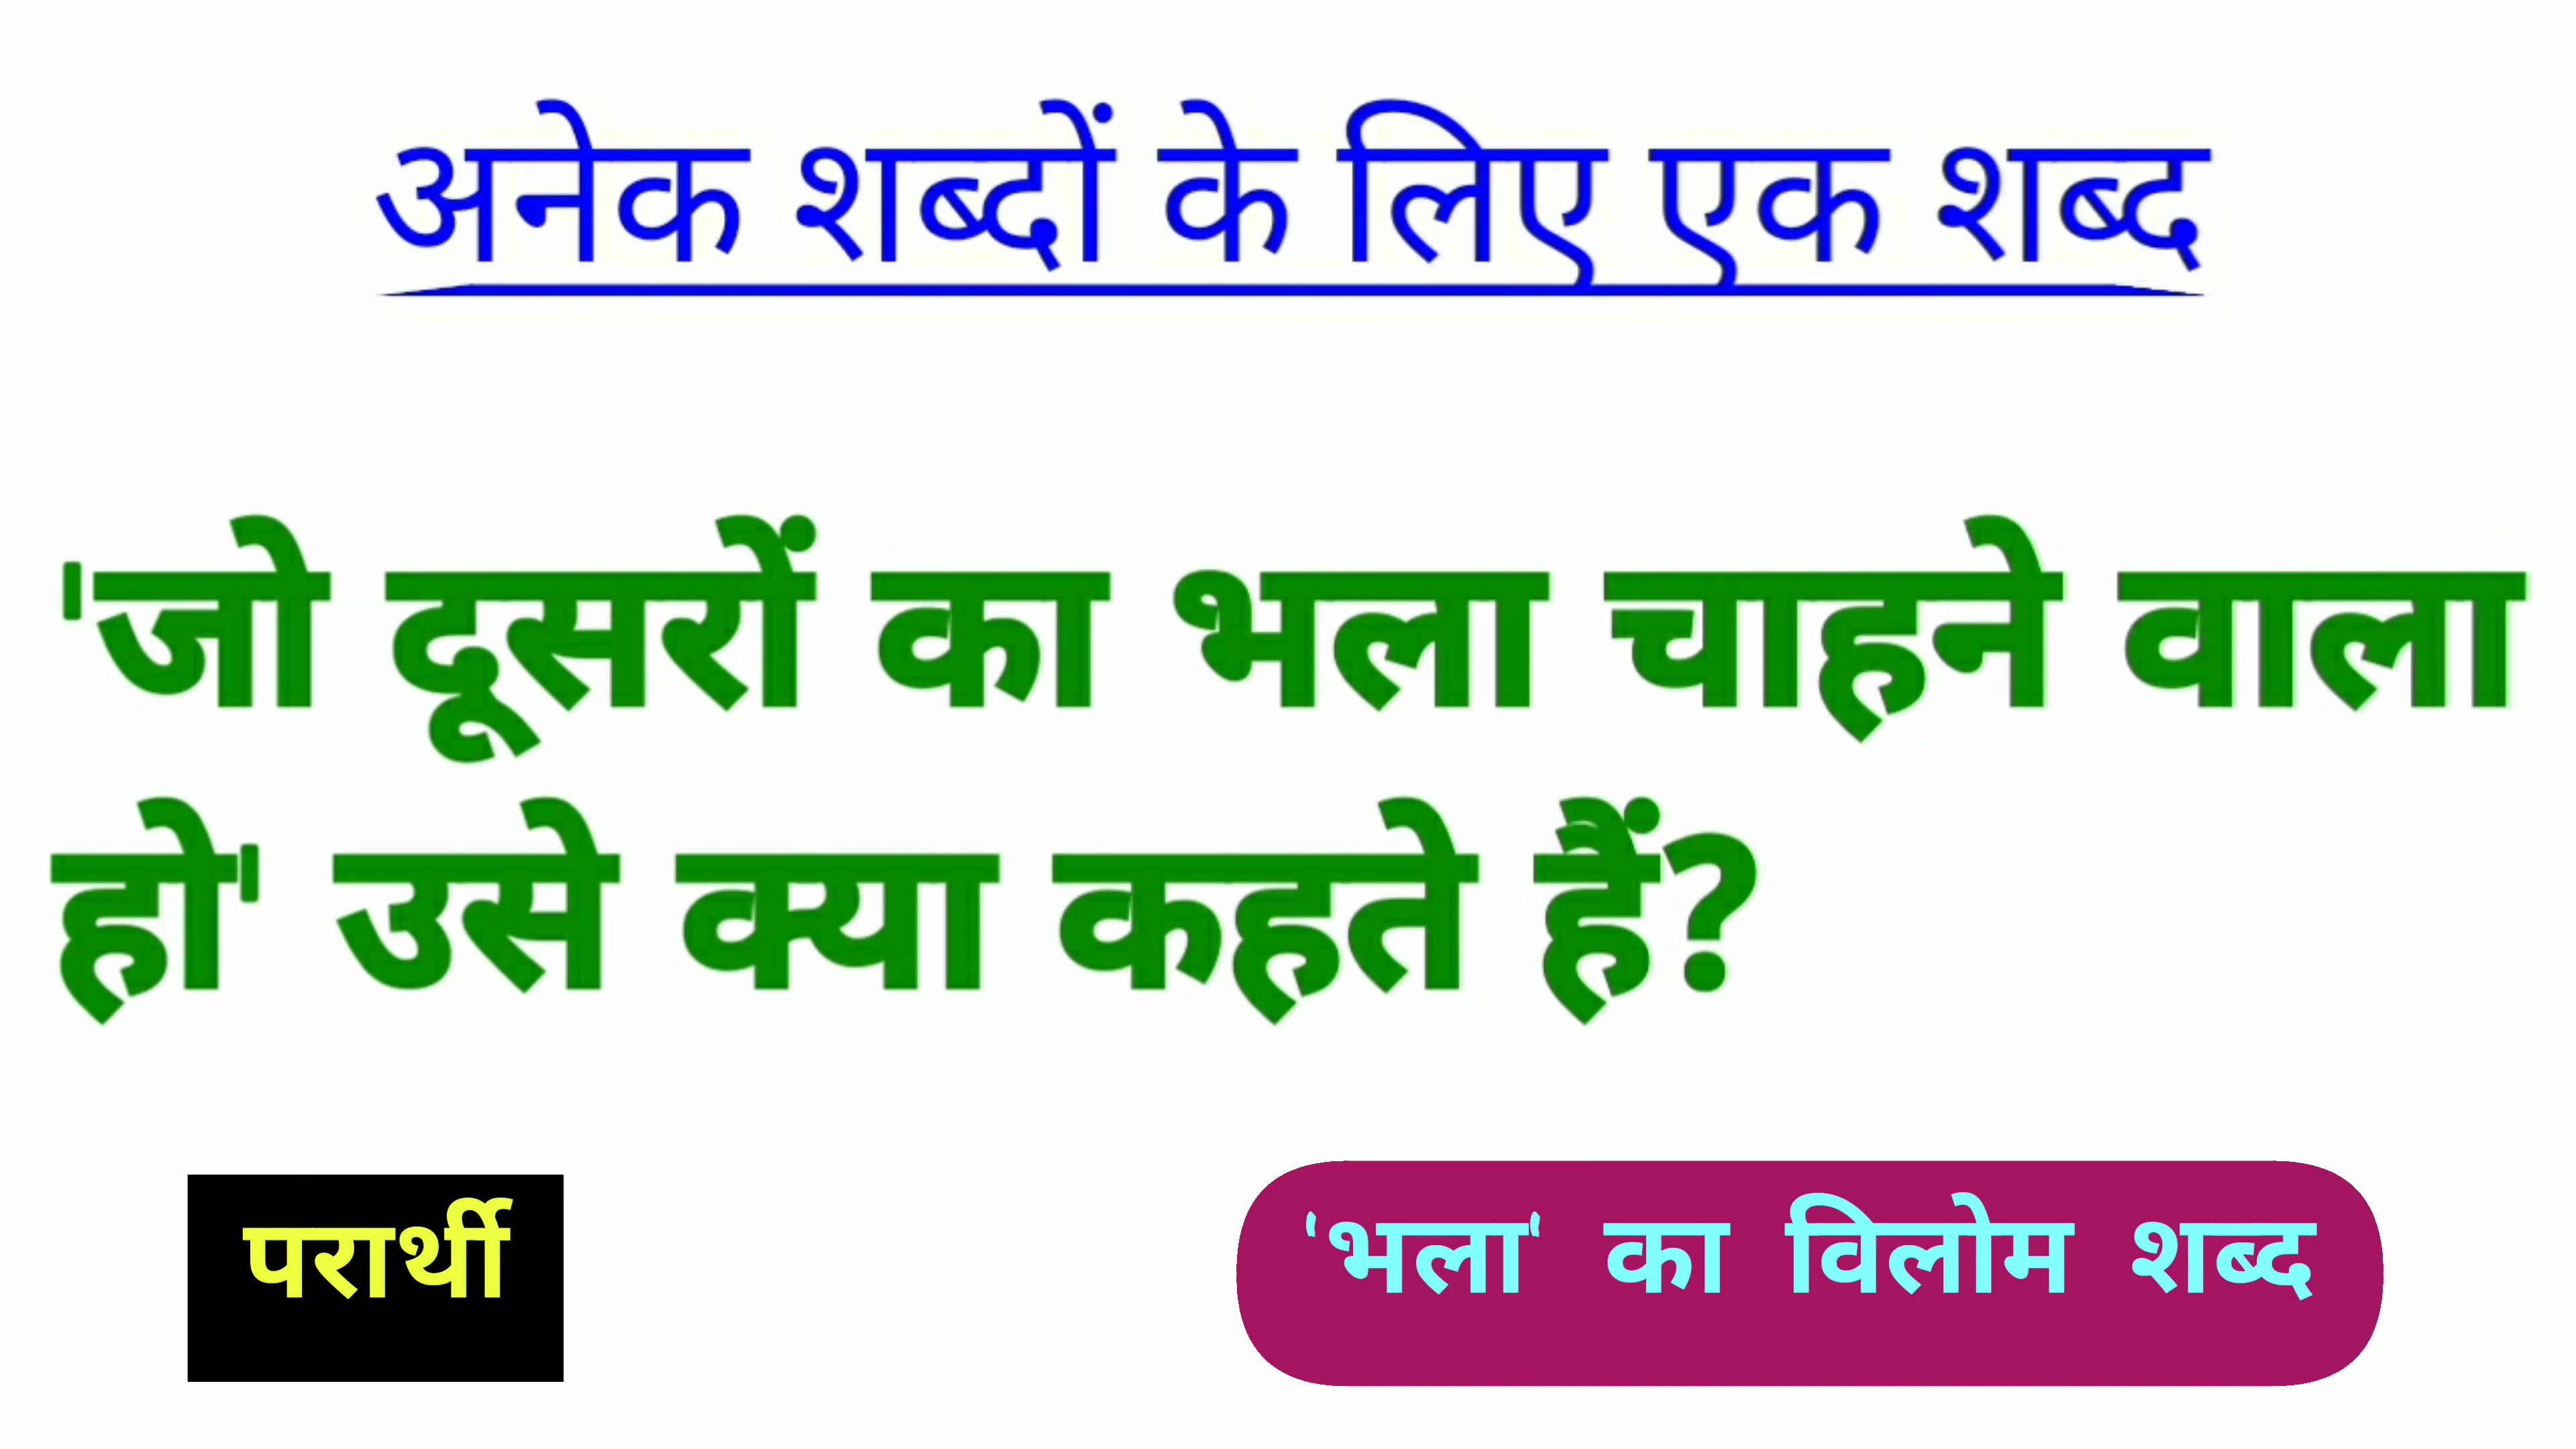 अनेक शब्दों के लिए एक शब्द
'जो दूसरों का भला चाहने वाला
हो' उसे क्या कहते हैं?
परार्थी
‘भला‘ का विलोम शब्द